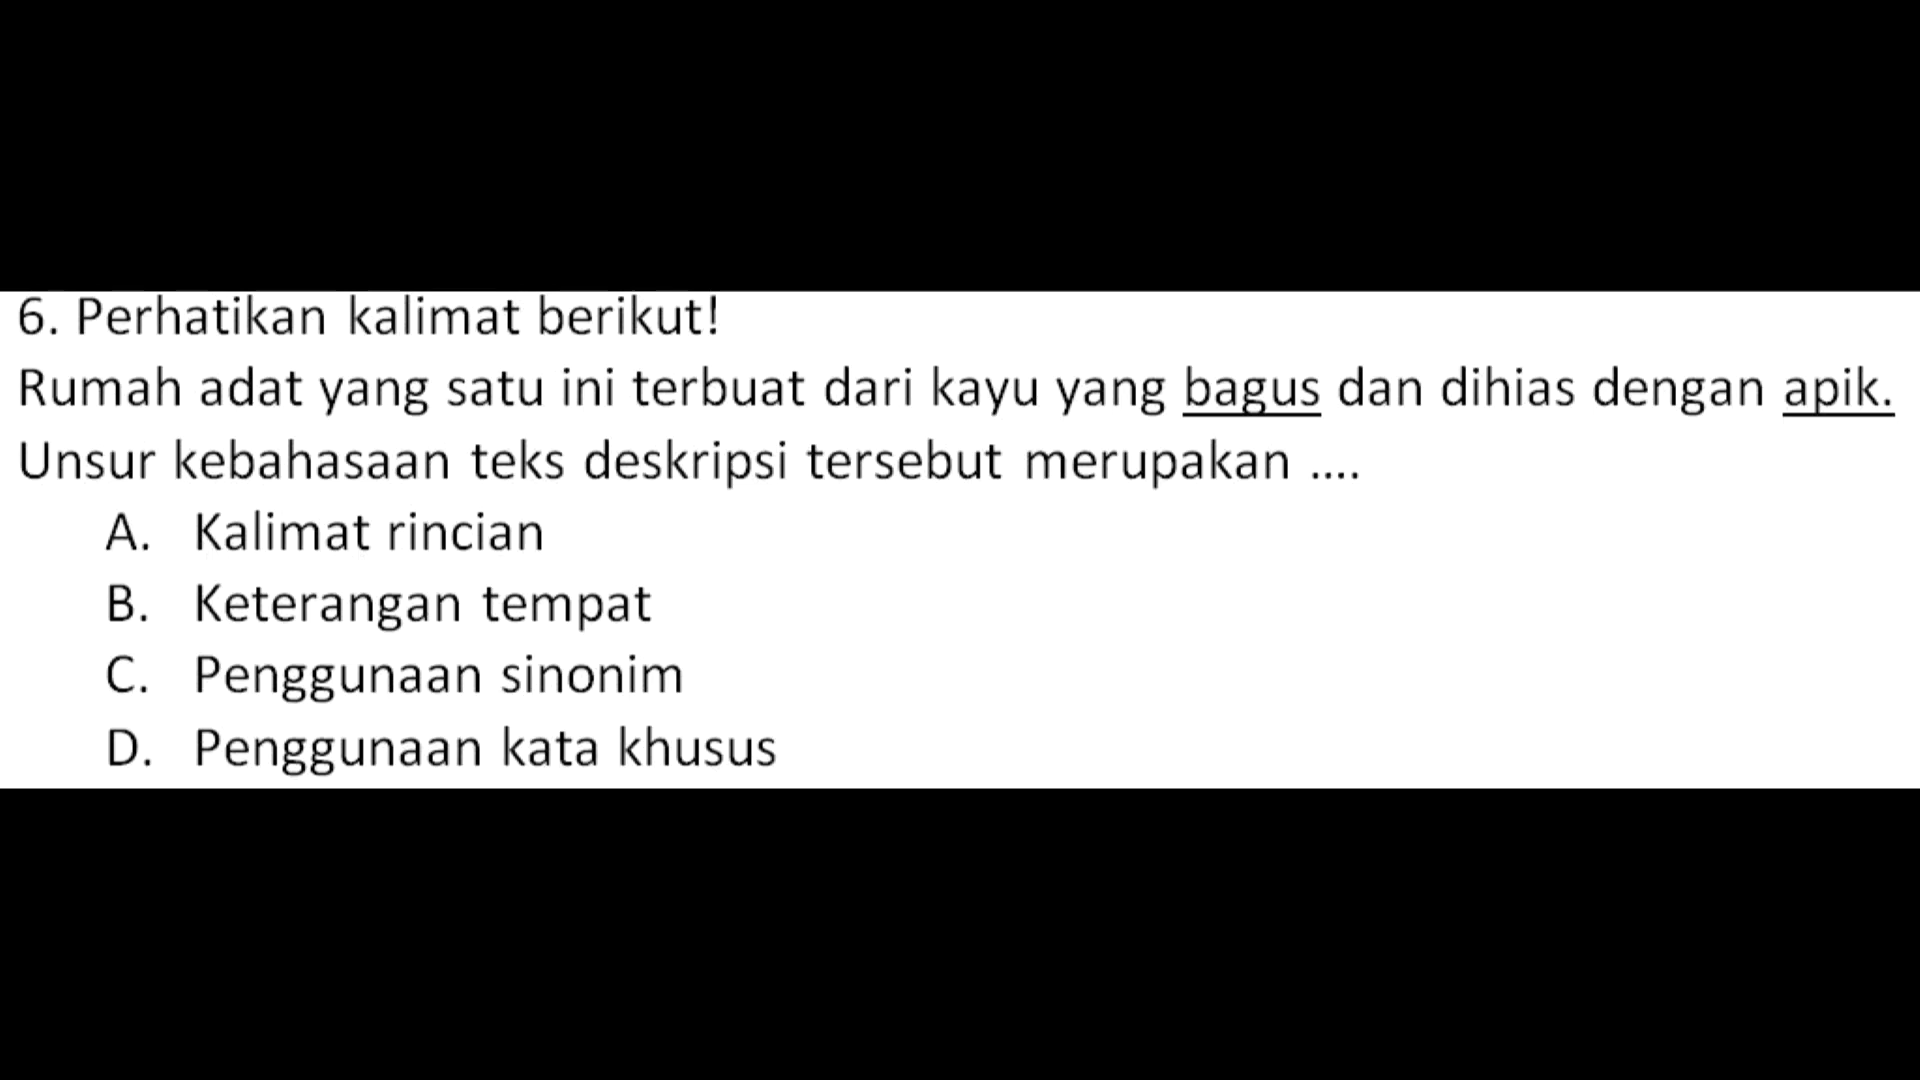 6. Perhatikan kalimat berikut!
Rumah adat yang satu ini terbuat dari kayu yang bagus dan dihias dengan apik.
Unsur kebahasaan teks deskripsi tersebut merupakan ....
A. Kalimat rincian
B. Keterangan tempat
C. Penggunaan sinonim
D. Penggunaan kata khusus